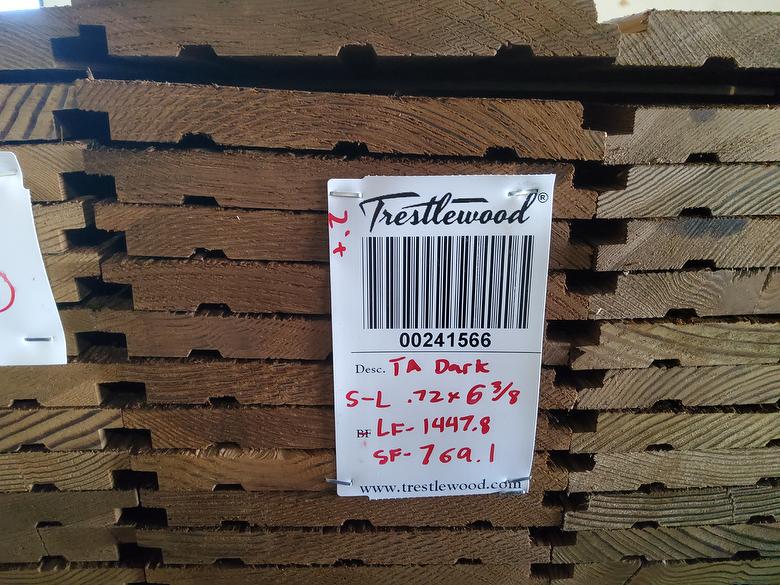 Trestlewood®
00241566
Desc. TA Dark
S-L .72 x 6 3/8
BF LF- 1447.8
SF- 769.1
www.trestlewood.com